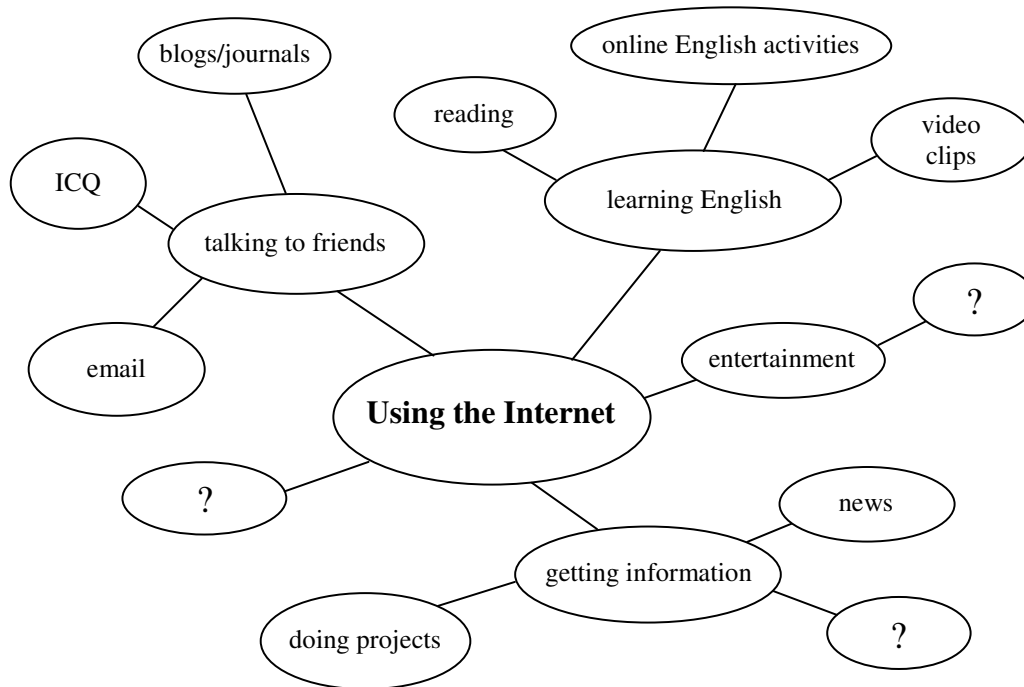 blogs/journals
online English activities
reading
video
clips
ICQ
learning English
talking to friends
?
entertainment
email
Using the Internet
?
news
getting information
doing projects
?